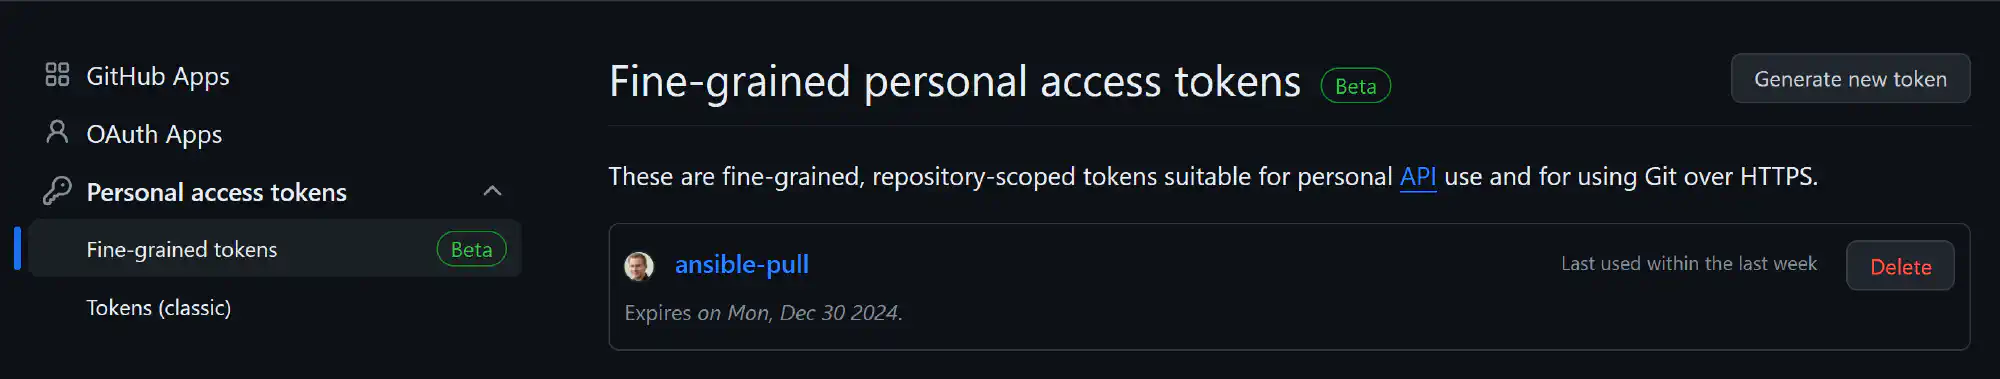 GitHub Apps
OAuth Apps
Personal access tokens
Fine-grained tokens Beta
Tokens (classic)
Fine-grained personal access tokens Beta
Generate new token
These are fine-grained, repository-scoped tokens suitable for personal API use and for using Git over HTTPS.
ansible-pull
Last used within the last week
Delete
Expires on Mon, Dec 30 2024.